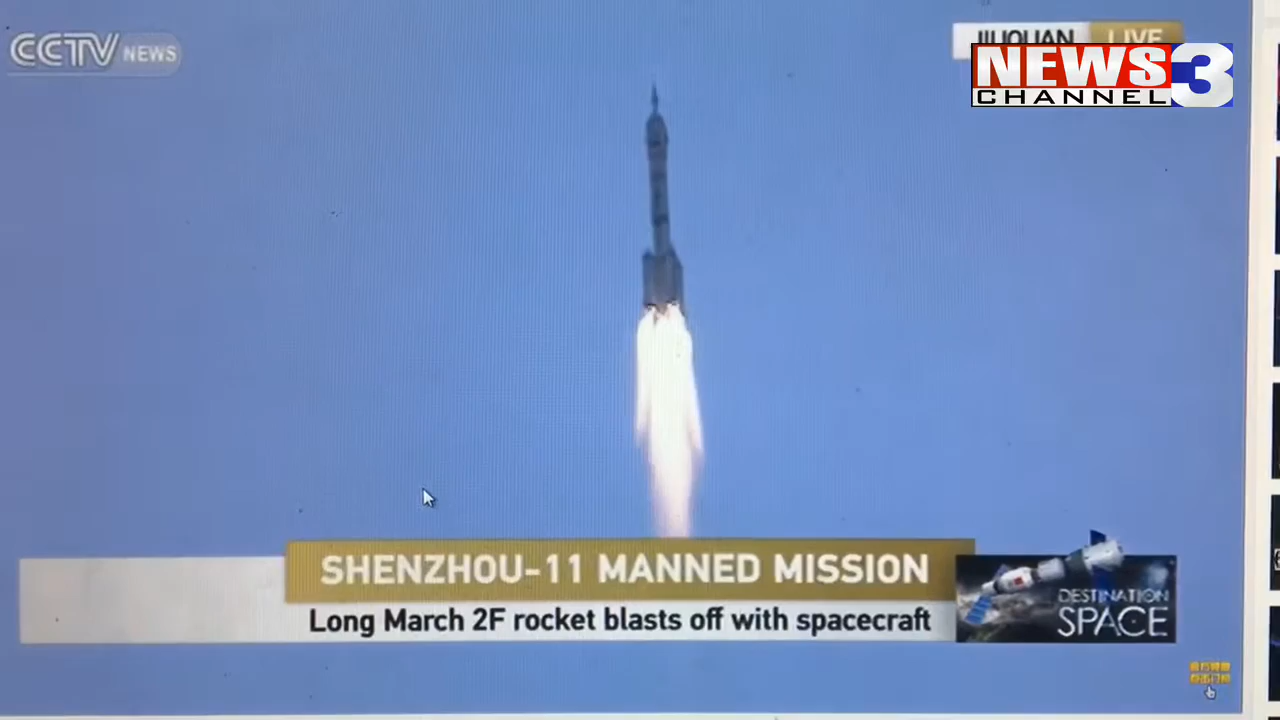 CCTV NEWS
JIUQUAN LIVE
NEWS 3
CHANNEL
SHENZHOU-11 MANNED MISSION
Long March 2F rocket blasts off with spacecraft
DESTINATION
SPACE